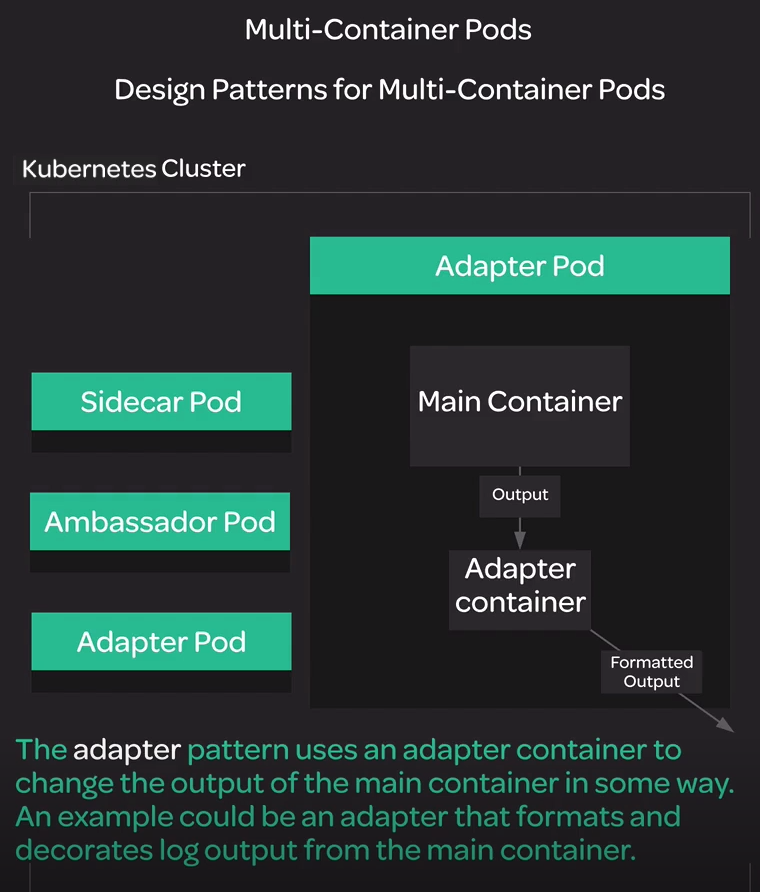 Multi-Container Pods
Design Patterns for Multi-Container Pods
Kubernetes Cluster
Sidecar Pod
Ambassador Pod
Adapter Pod
Adapter Pod
Main Container
Output
Adapter
container
Formatted
Output
The adapter pattern uses an adapter container to
change the output of the main container in some way.
An example could be an adapter that formats and
decorates log output from the main container.